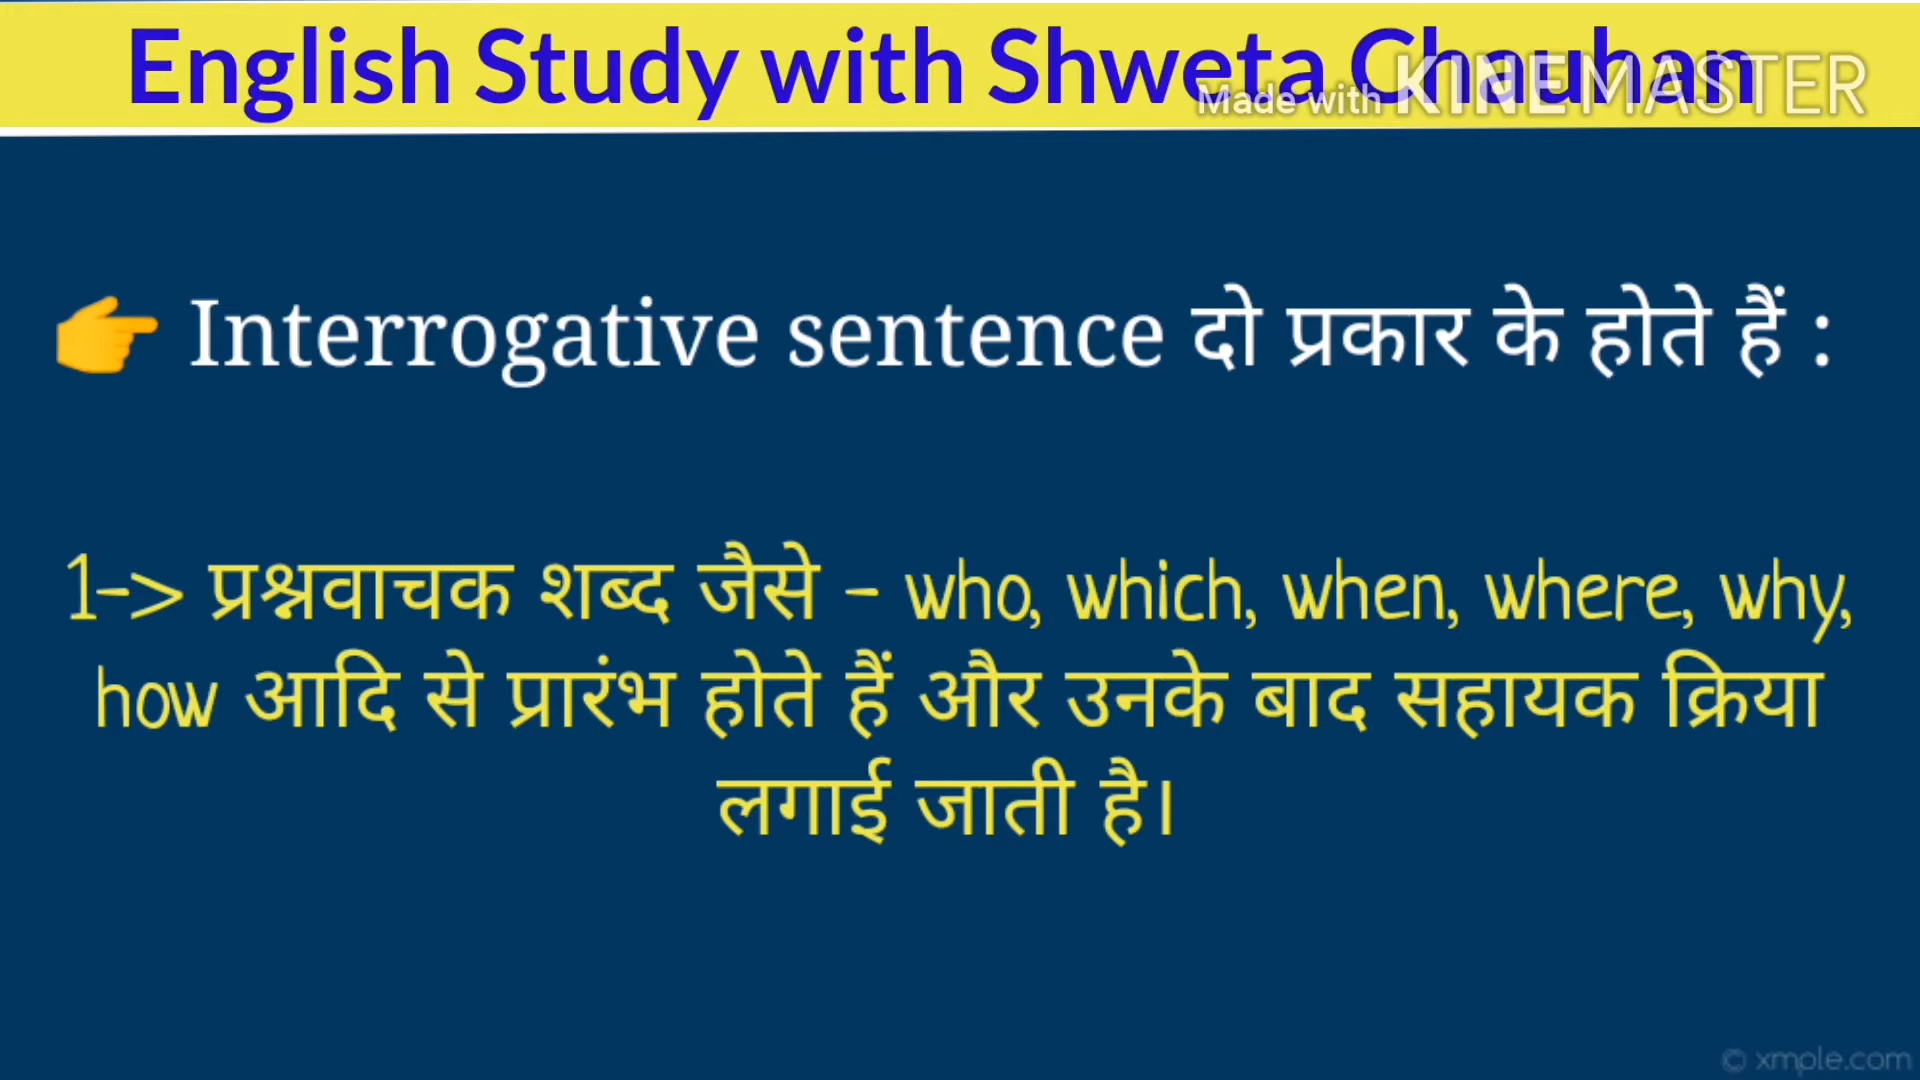 English Study with Shweta Chauhan
Made with KINEMASTER
👉 Interrogative sentence दो प्रकार के होते हैं :
1-> प्रश्नवाचक शब्द जैसे - who, which, when, where, why,
how आदि से प्रारंभ होते हैं और उनके बाद सहायक क्रिया
लगाई जाती है।
© xmple.com